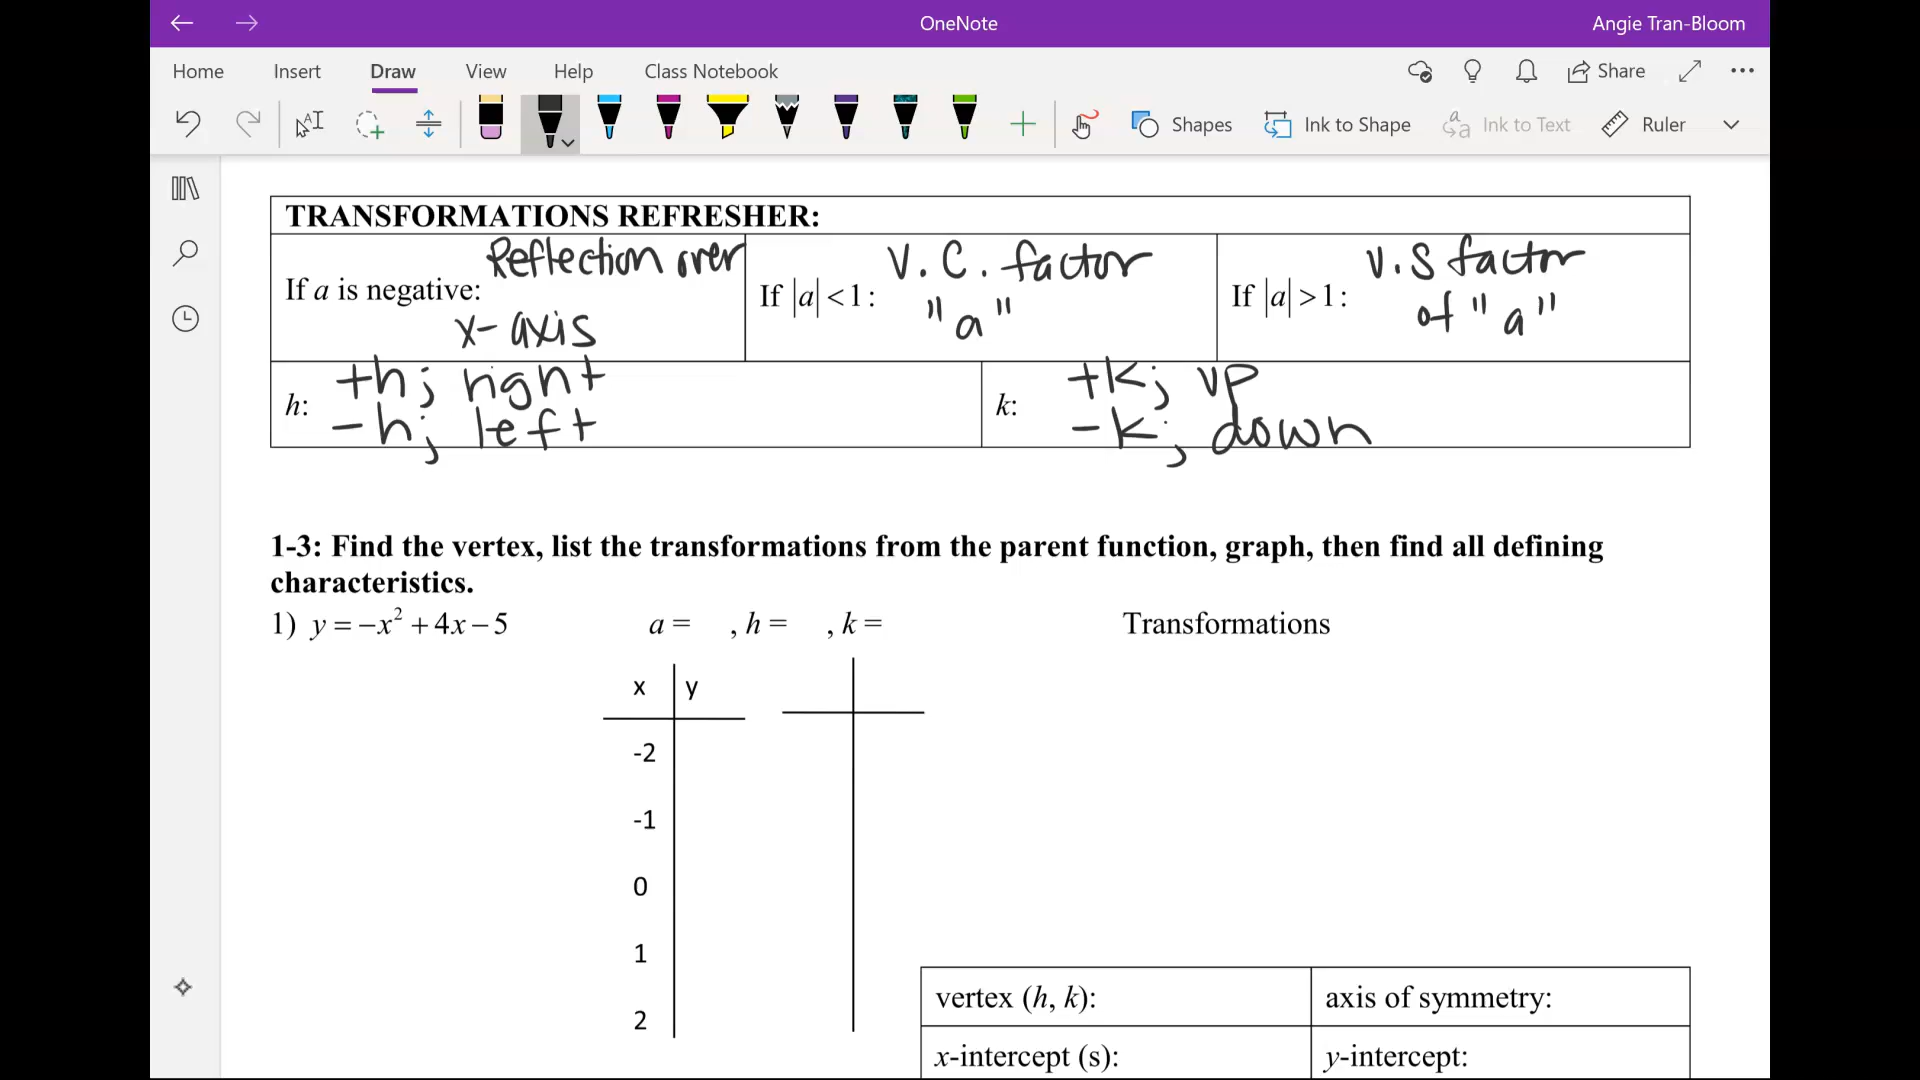 OneNote
Angie Tran-Bloom
Home Insert Draw View Help Class Notebook Share
Shapes Ink to Shape Ink to Text Ruler
TRANSFORMATIONS REFRESHER:
If a is negative: Reflection over
x-axis
If |a| < 1: V.C. factor
"a"
If |a| > 1: V.S factor
of "a"
h: +h; right
-h; left
k: +k; up
-k; down
1-3: Find the vertex, list the transformations from the parent function, graph, then find all defining
characteristics.
1) y = −x² + 4x − 5 a = , h = , k = Transformations
x y
-2
-1
0
1
2
vertex (h, k): axis of symmetry:
x-intercept (s): y-intercept: